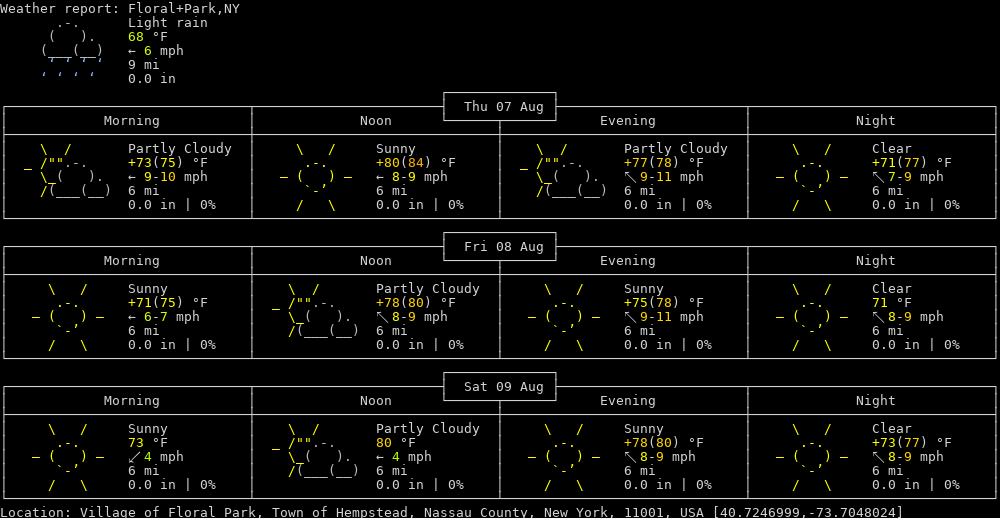 Weather report: Floral+Park,NY
Light rain
68 °F
← 6 mph
9 mi
0.0 in
Thu 07 Aug
Morning Noon Evening Night
Partly Cloudy Sunny Partly Cloudy Clear
+73(75) °F +80(84) °F +77(78) °F +71(77) °F
← 9-10 mph ← 8-9 mph ↖ 9-11 mph ↖ 7-9 mph
6 mi 6 mi 6 mi 6 mi
0.0 in | 0% 0.0 in | 0% 0.0 in | 0% 0.0 in | 0%
Fri 08 Aug
Morning Noon Evening Night
Sunny Partly Cloudy Sunny Clear
+71(75) °F +78(80) °F +75(78) °F 71 °F
← 6-7 mph ↖ 8-9 mph ↖ 9-11 mph ↖ 8-9 mph
6 mi 6 mi 6 mi 6 mi
0.0 in | 0% 0.0 in | 0% 0.0 in | 0% 0.0 in | 0%
Sat 09 Aug
Morning Noon Evening Night
Sunny Partly Cloudy Sunny Clear
73 °F 80 °F +78(80) °F +73(77) °F
↙ 4 mph ← 4 mph ↖ 8-9 mph ↖ 8-9 mph
6 mi 6 mi 6 mi 6 mi
0.0 in | 0% 0.0 in | 0% 0.0 in | 0% 0.0 in | 0%
Location: Village of Floral Park, Town of Hempstead, Nassau County, New York, 11001, USA [40.7246999,-73.7048024]